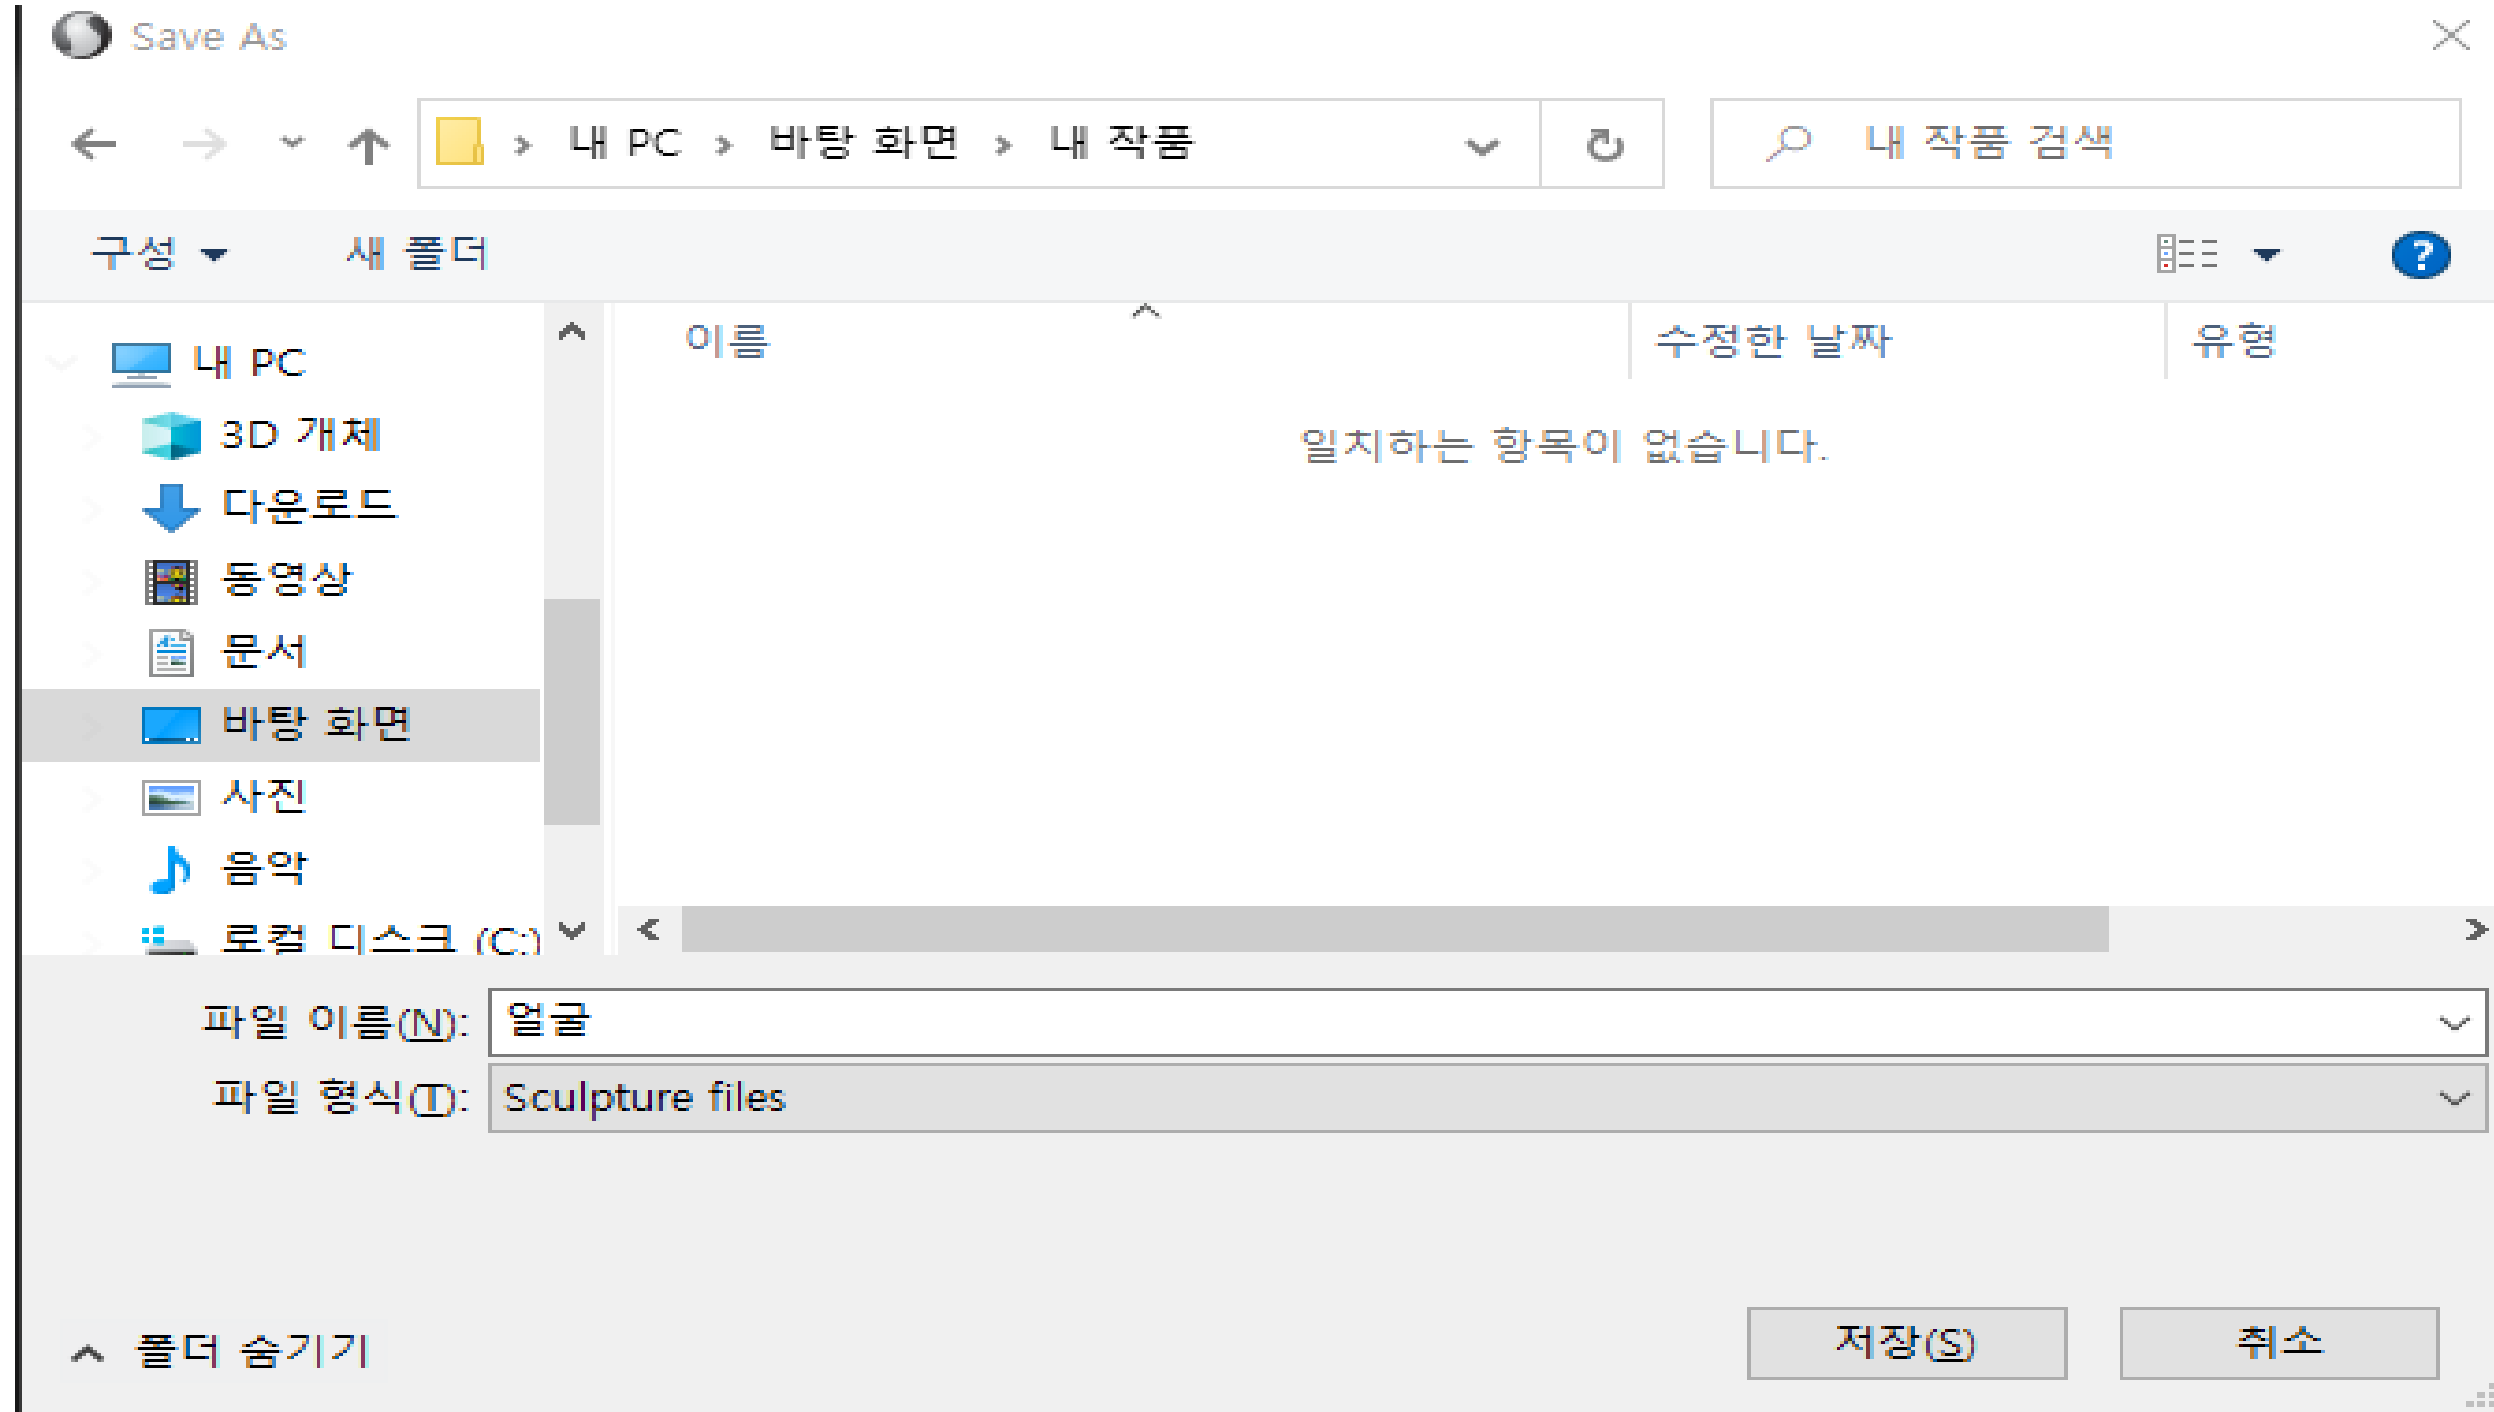 Save As
내 PC > 바탕 화면 > 내 작품
내 작품 검색
구성
새 폴더
이름 수정한 날짜 유형
일치하는 항목이 없습니다.
내 PC
3D 개체
다운로드
동영상
문서
바탕 화면
사진
음악
로컬 디스크 (C:)
파일 이름(N): 얼굴
파일 형식(T): Sculpture files
폴더 숨기기
저장(S)
취소